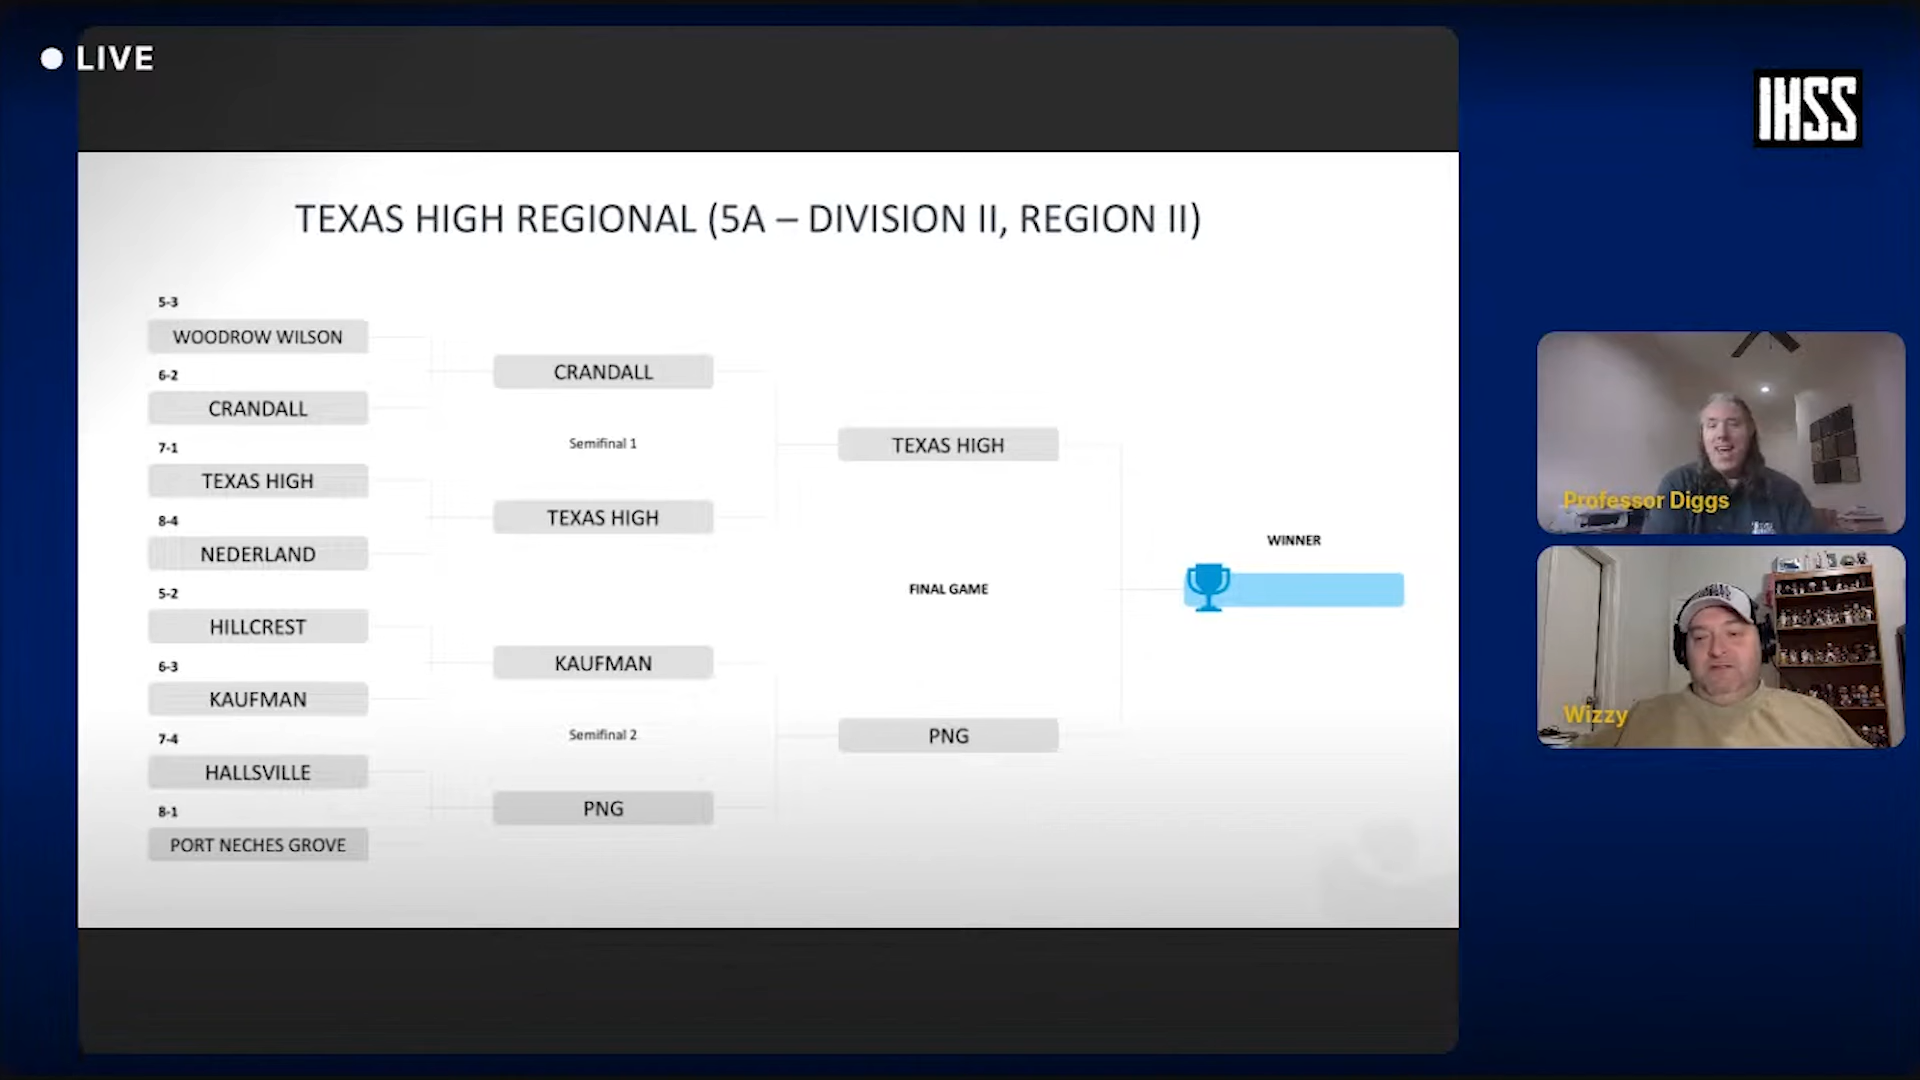 LIVE
IHSS
TEXAS HIGH REGIONAL (5A – DIVISION II, REGION II)
5-3
WOODROW WILSON
6-2
CRANDALL
7-1
TEXAS HIGH
8-4
NEDERLAND
5-2
HILLCREST
6-3
KAUFMAN
7-4
HALLSVILLE
8-1
PORT NECHES GROVE
CRANDALL
Semifinal 1
TEXAS HIGH
KAUFMAN
Semifinal 2
PNG
TEXAS HIGH
FINAL GAME
PNG
WINNER
Professor Diggs
Wizzy